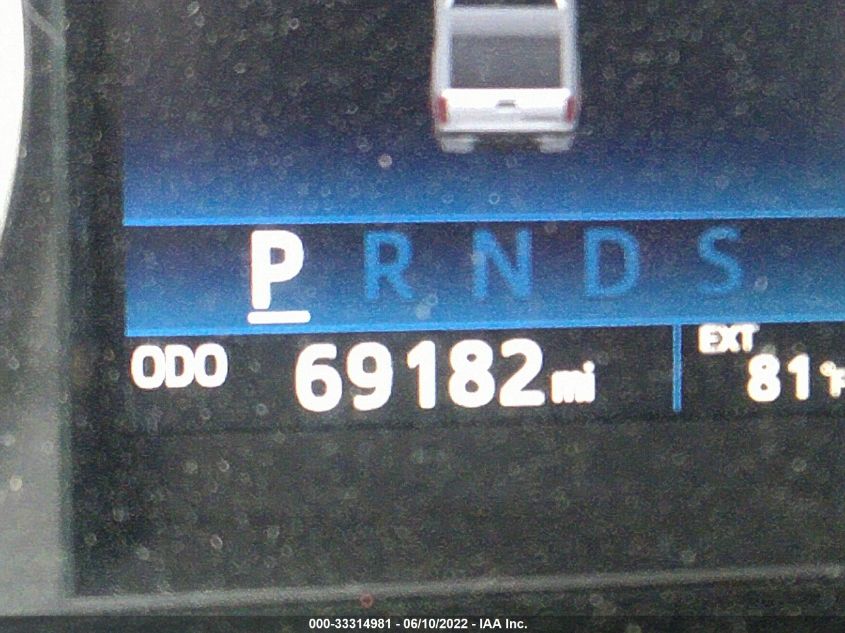 P R N D S
ODO 69182 mi
EXT
81°F
000-33314981 - 06/10/2022 - IAA Inc.